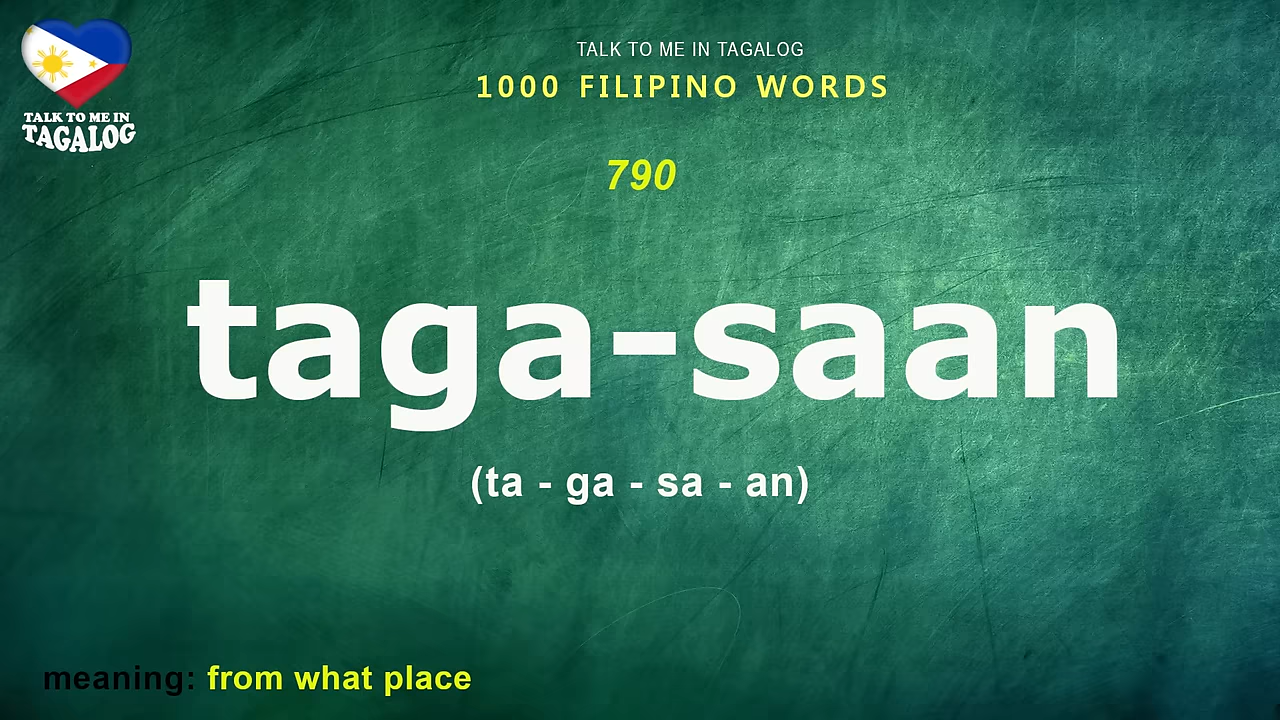 TALK TO ME IN TAGALOG
1000 FILIPINO WORDS
TALK TO ME IN
TAGALOG
790
taga-saan
(ta - ga - sa - an)
meaning: from what place